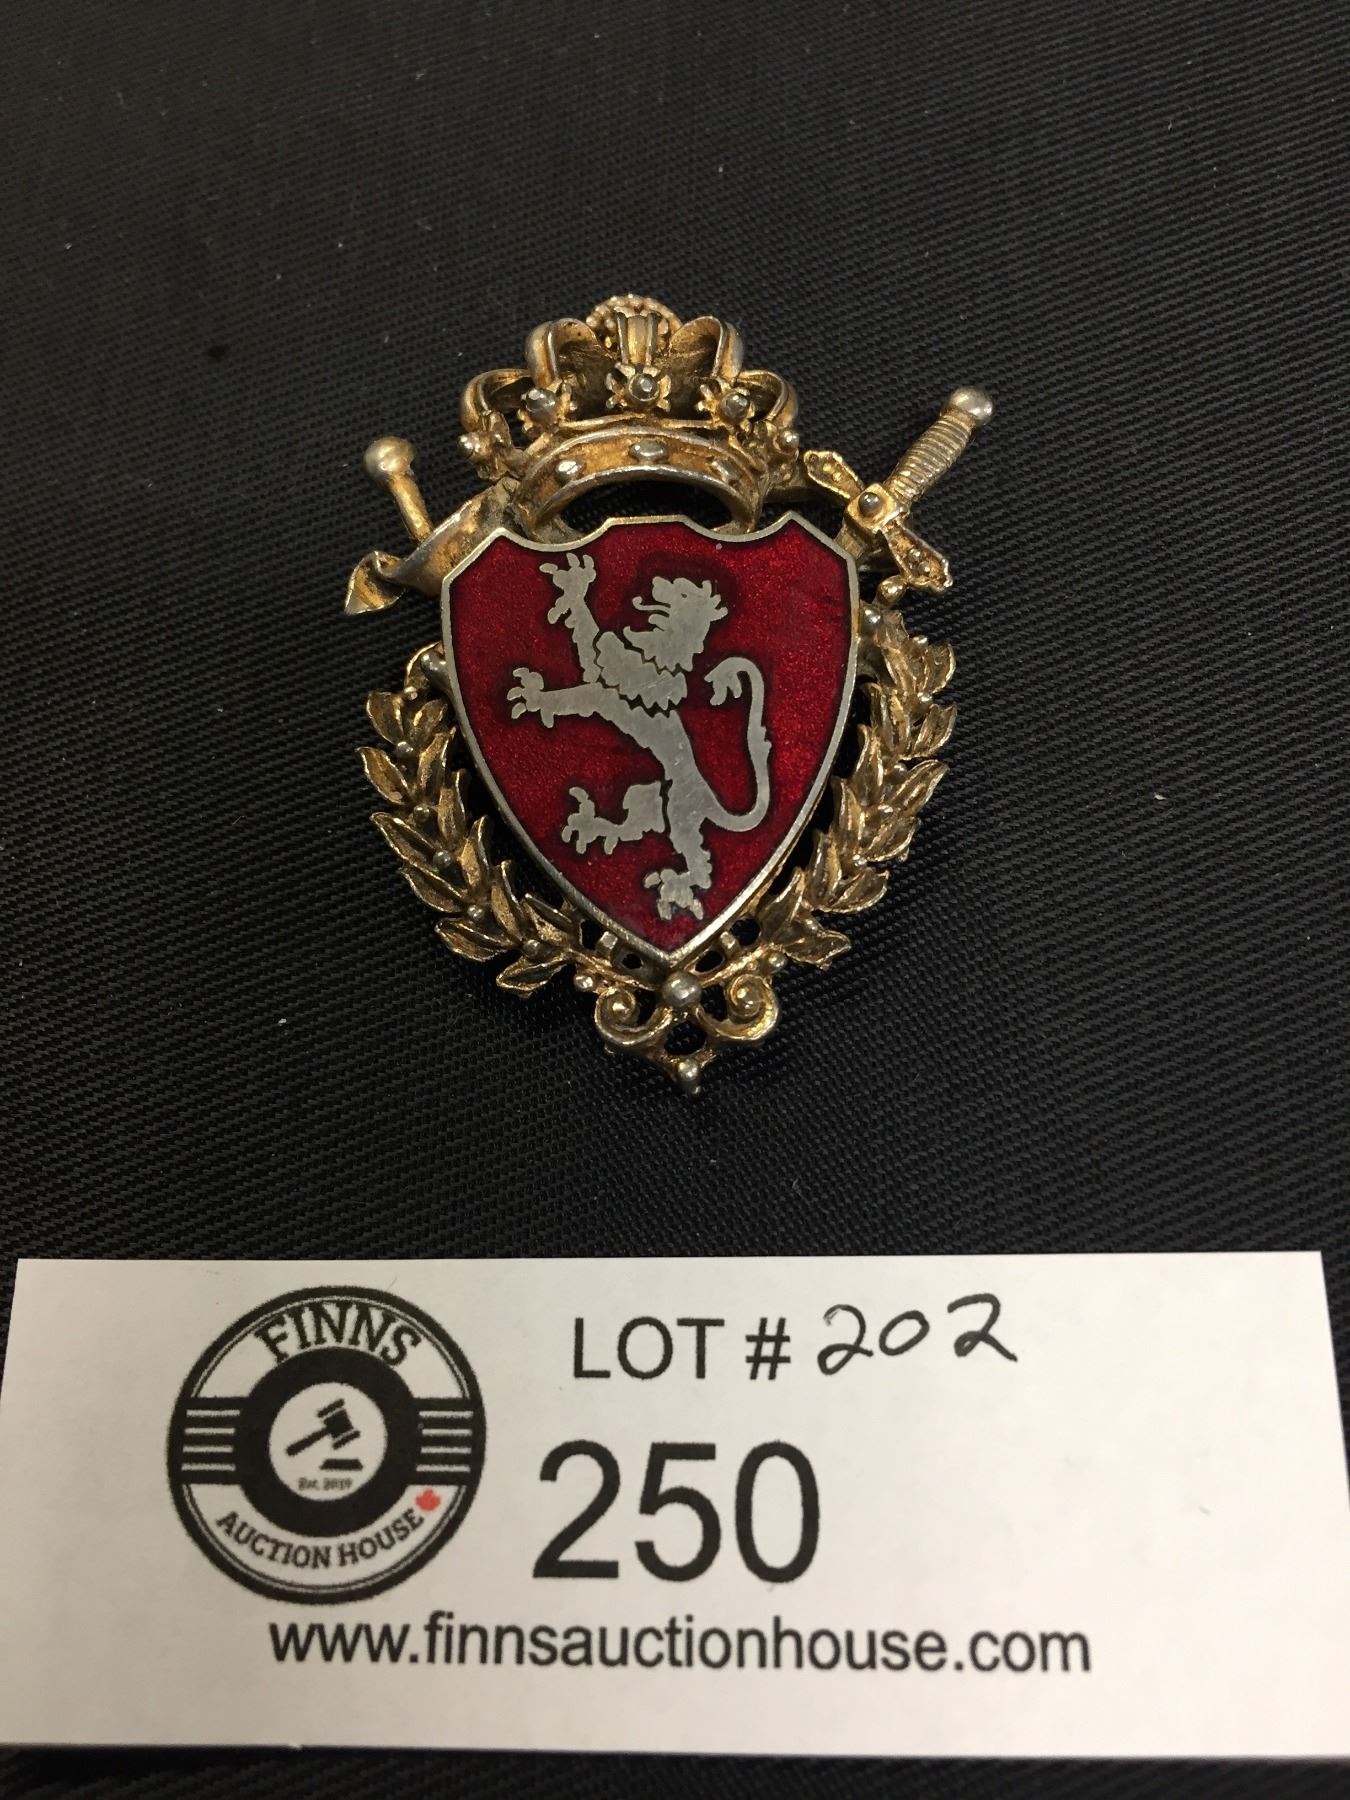 FINNS
Est. 2019
AUCTION HOUSE
LOT # 202
250
www.finnsauctionhouse.com